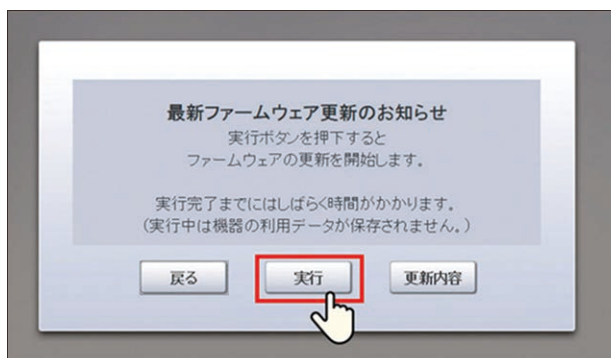 最新ファームウェア更新のお知らせ
実行ボタンを押下すると
ファームウェアの更新を開始します。
実行完了までにはしばらく時間がかかります。
(実行中は機器の利用データが保存されません。)
戻る 実行 更新内容